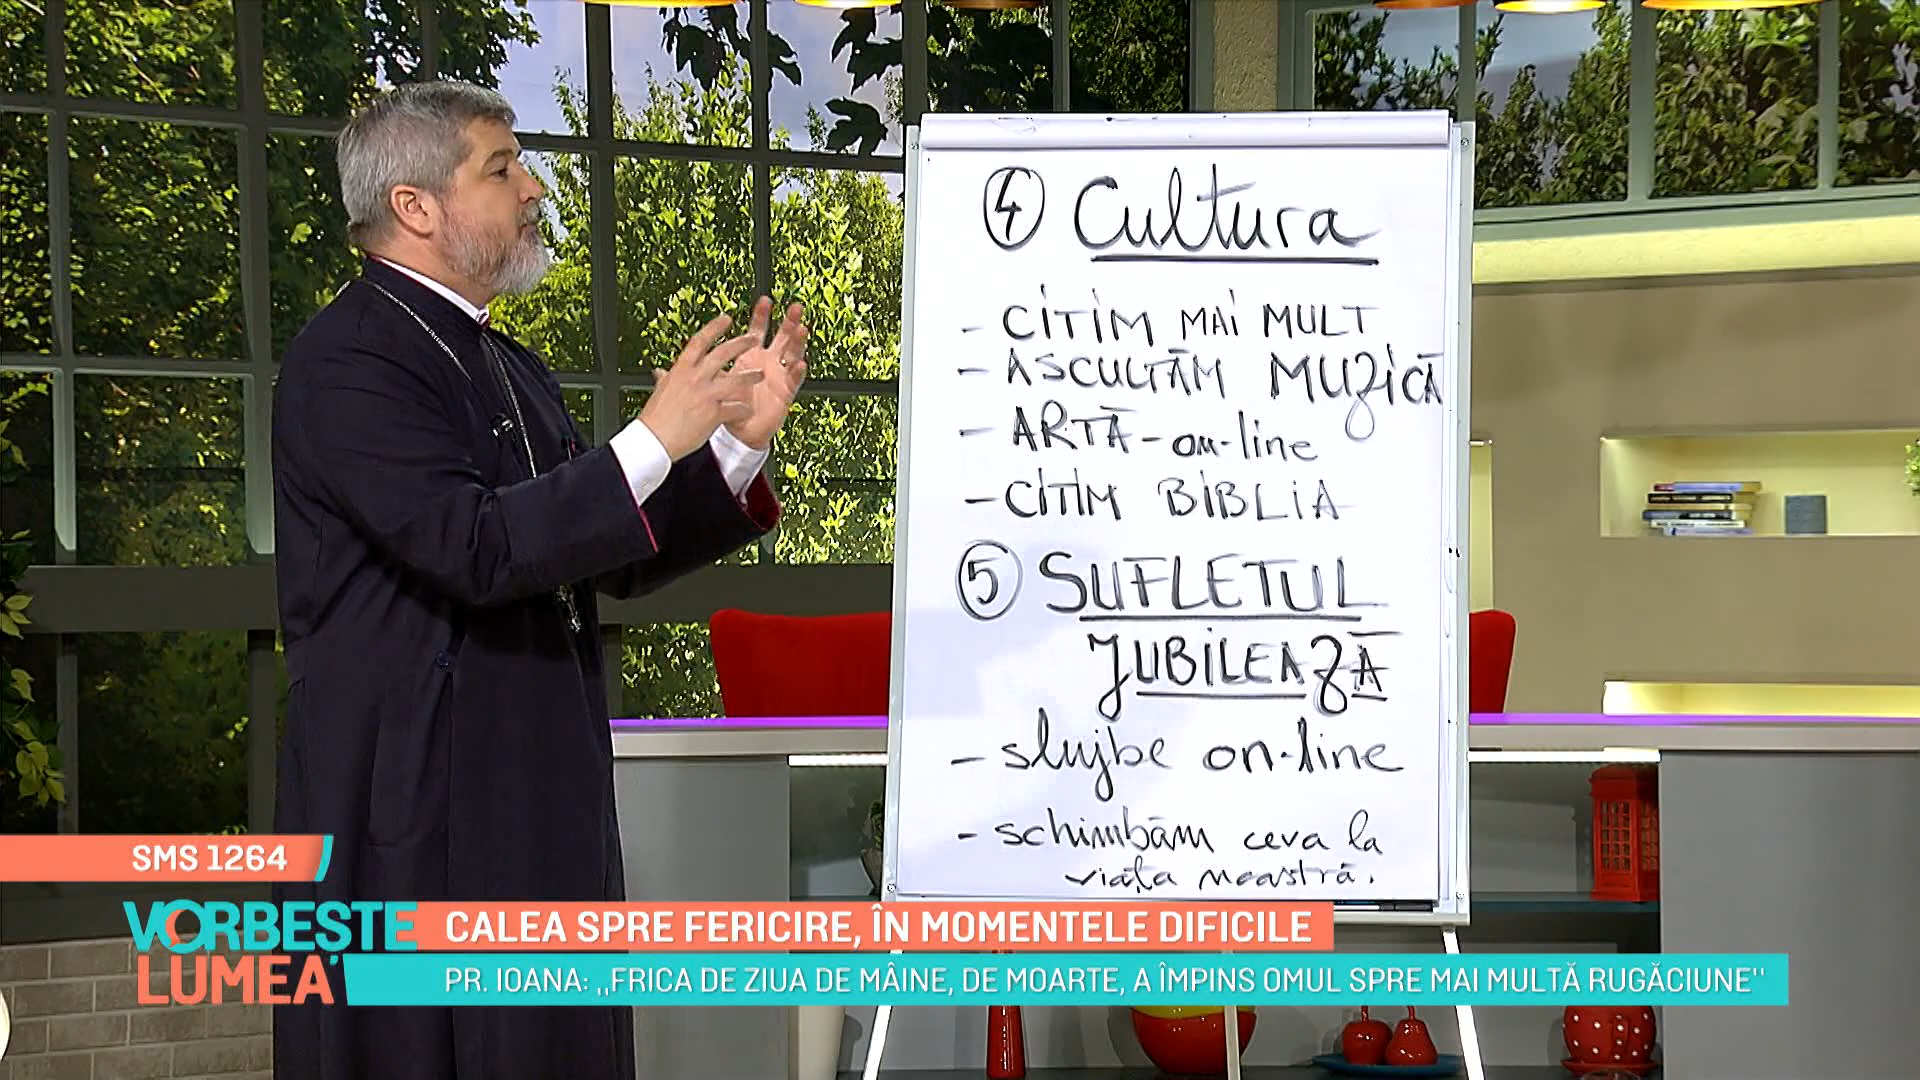 4 Cultura
- CITIM MAI MULT
- ASCULTĂM MUZICĂ
- ARTĂ - on-line
- CITIM BIBLIA
5 SUFLETUL
JUBILEAZĂ
- slujbe on-line
- schimbăm ceva la
viața noastră.
SMS 1264
VORBEȘTE
LUMEA
CALEA SPRE FERICIRE, ÎN MOMENTELE DIFICILE
PR. IOANA: ,,FRICA DE ZIUA DE MÂINE, DE MOARTE, A ÎMPINS OMUL SPRE MAI MULTĂ RUGĂCIUNE''